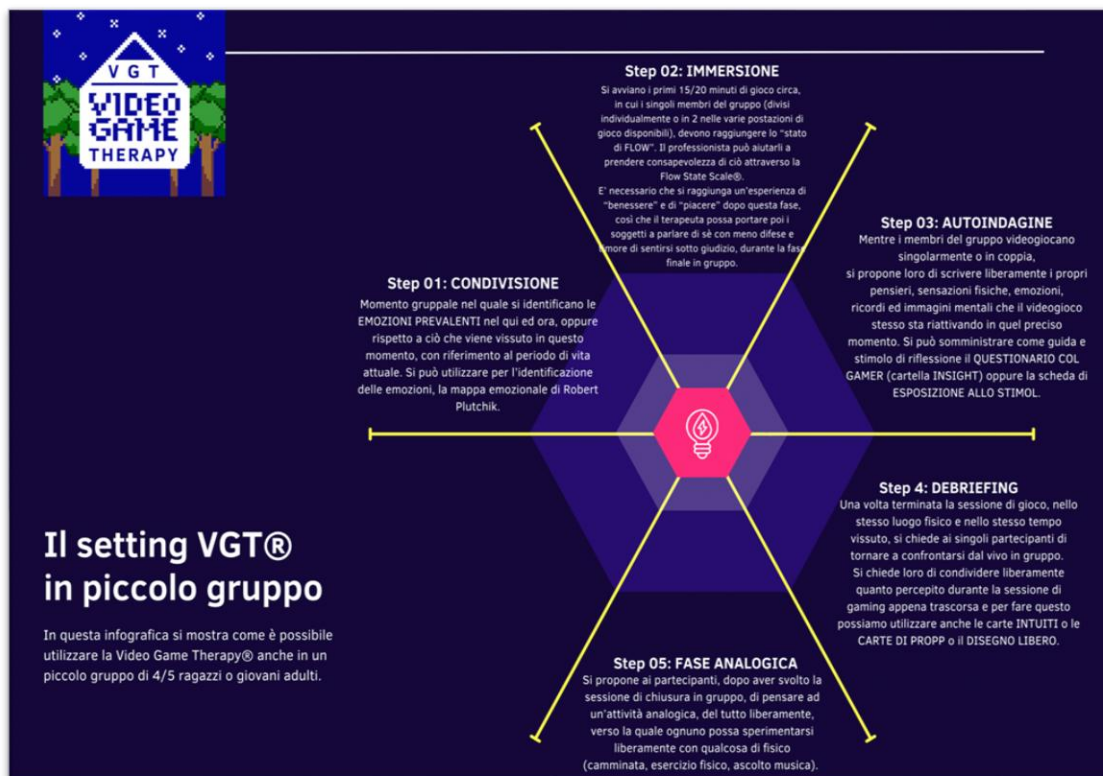 VGT
VIDEO
GAME
THERAPY
Step 02: IMMERSIONE
Si avviano i primi 15/20 minuti di gioco circa,
in cui i singoli membri del gruppo (divisi
individualmente o in 2 nelle varie postazioni di
gioco disponibili), devono raggiungere lo "stato
di FLOW". Il professionista può aiutarli a
prendere consapevolezza di ciò attraverso la
Flow State Scale®.
E' necessario che si raggiunga un'esperienza di
"benessere" e di "piacere" dopo questa fase,
così che il terapeuta possa portare poi i
soggetti a parlare di sè con meno difese e
timore di sentirsi sotto giudizio, durante la fase
finale in gruppo.
Step 03: AUTOINDAGINE
Mentre i membri del gruppo videogiocano
singolarmente o in coppia,
si propone loro di scrivere liberamente i propri
pensieri, sensazioni fisiche, emozioni,
ricordi ed immagini mentali che il videogioco
stesso sta riattivando in quel preciso
momento. Si può somministrare come guida e
stimolo di riflessione il QUESTIONARIO COL
GAMER (cartella INSIGHT) oppure la scheda di
ESPOSIZIONE ALLO STIMOL.
Step 01: CONDIVISIONE
Momento gruppale nel quale si identificano le
EMOZIONI PREVALENTI nel qui ed ora, oppure
rispetto a ciò che viene vissuto in questo
momento, con riferimento al periodo di vita
attuale. Si può utilizzare per l'identificazione
delle emozioni, la mappa emozionale di Robert
Plutchik.
Step 4: DEBRIEFING
Una volta terminata la sessione di gioco, nello
stesso luogo fisico e nello stesso tempo
vissuto, si chiede ai singoli partecipanti di
tornare a confrontarsi dal vivo in gruppo.
Si chiede loro di condividere liberamente
quanto percepito durante la sessione di
gaming appena trascorsa e per fare questo
possiamo utilizzare anche le carte INTUITI o le
CARTE DI PROPP o il DISEGNO LIBERO.
Il setting VGT®
in piccolo gruppo
In questa infografica si mostra come è possibile
utilizzare la Video Game Therapy® anche in un
piccolo gruppo di 4/5 ragazzi o giovani adulti.
Step 05: FASE ANALOGICA
Si propone ai partecipanti, dopo aver svolto la
sessione di chiusura in gruppo, di pensare ad
un'attività analogica, del tutto liberamente,
verso la quale ognuno possa sperimentarsi
liberamente con qualcosa di fisico
(camminata, esercizio fisico, ascolto musica).